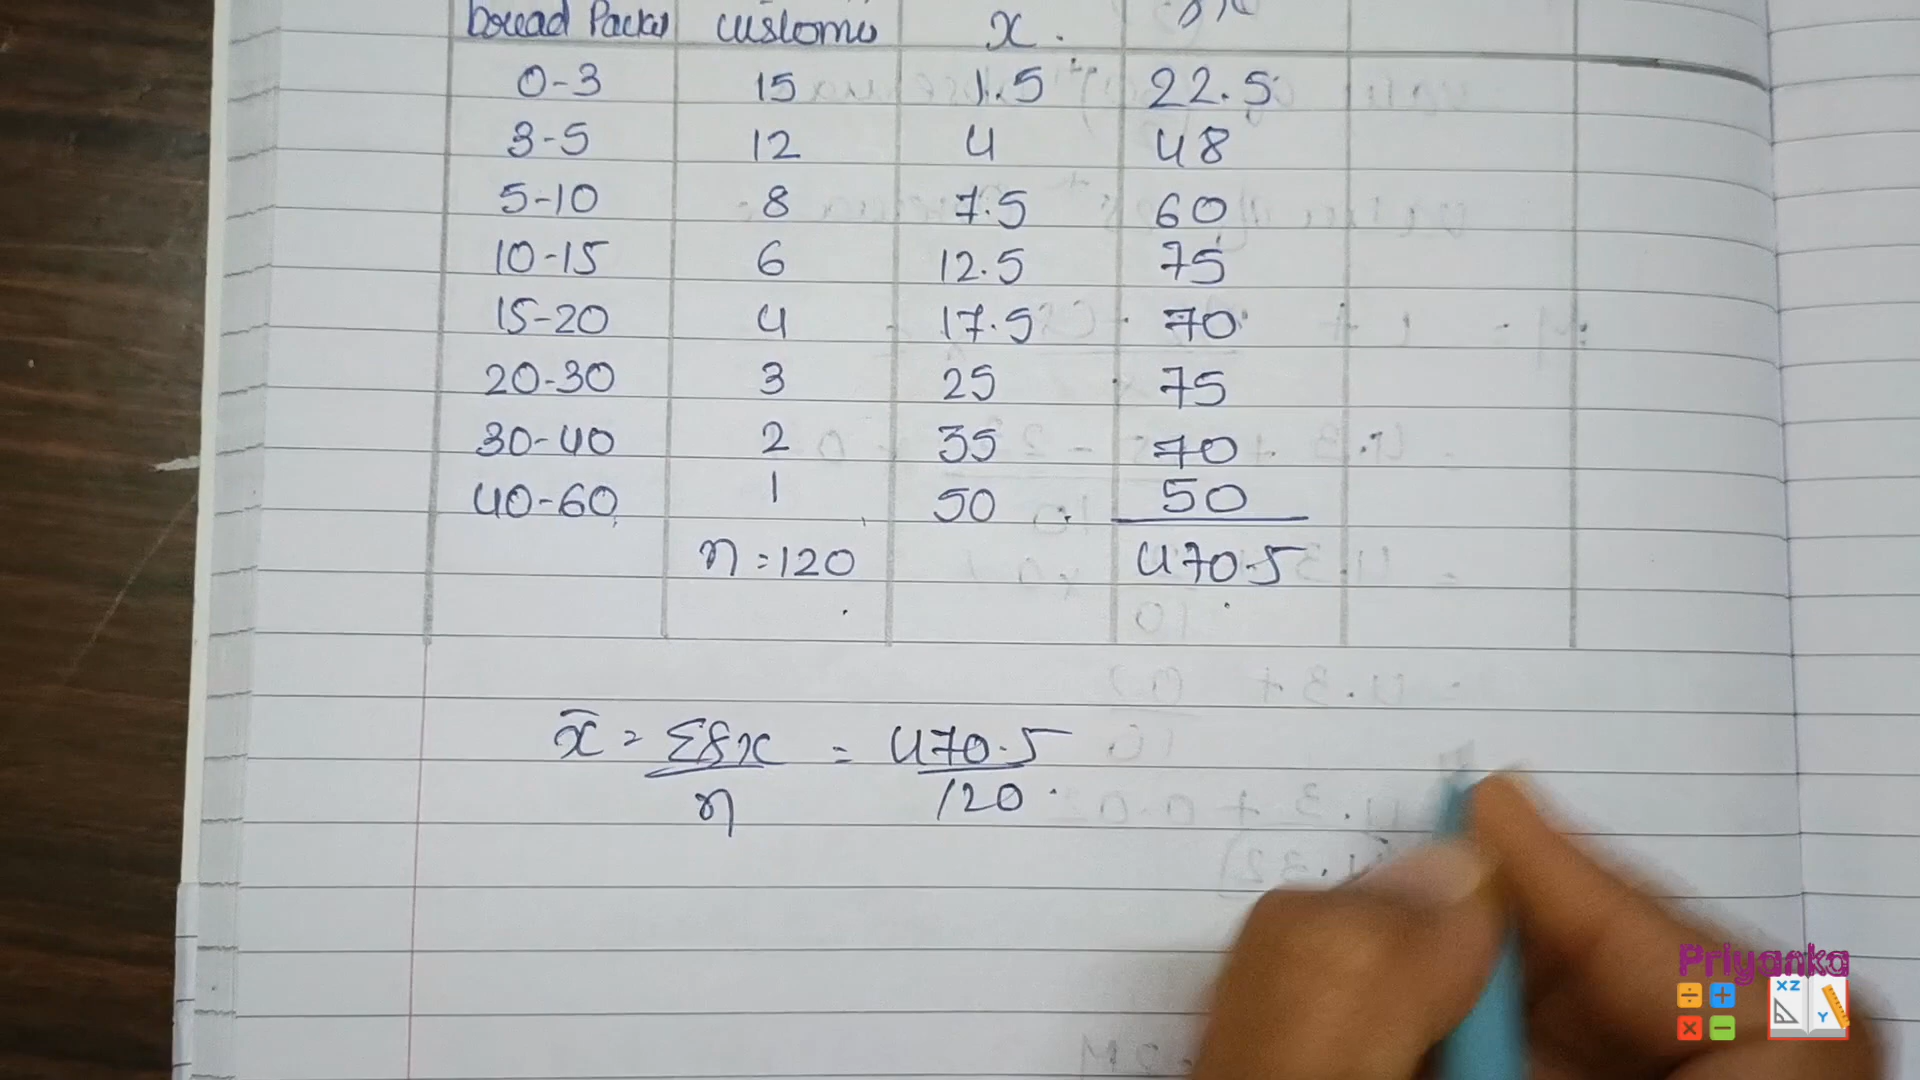 bread Packs customers x. fx
0-3 15 1.5 22.5
3-5 12 4 48
5-10 8 7.5 60
10-15 6 12.5 75
15-20 4 17.5 70
20-30 3 25 75
30-40 2 35 70
40-60 1 50 50
n=120 470.5
x̄ = Σfx = 470.5
n 120
Priyanka
XZ
Y